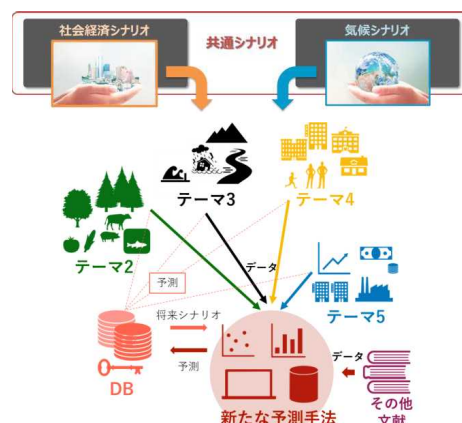 社会経済シナリオ
共通シナリオ
気候シナリオ
テーマ3
テーマ4
テーマ2
データ
予測
テーマ5
将来シナリオ
予測
DB
データ
新たな予測手法
その他
文献